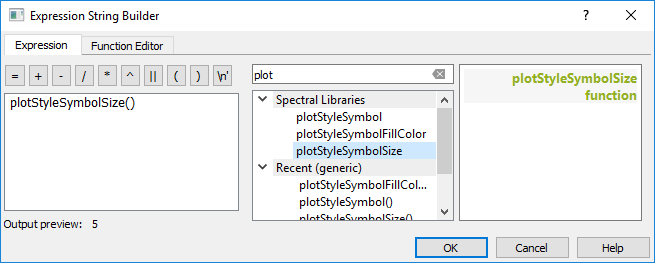 Expression String Builder
Expression
Function Editor
= + - / * ^ || ( ) \n'
plotStyleSymbolSize()
Output preview: 5
plot
Spectral Libraries
plotStyleSymbol
plotStyleSymbolFillColor
plotStyleSymbolSize
Recent (generic)
plotStyleSymbolFillCol...
plotStyleSymbol()
plotStyleSymbolSize()
plotStyleSymbolSize
function
OK
Cancel
Help